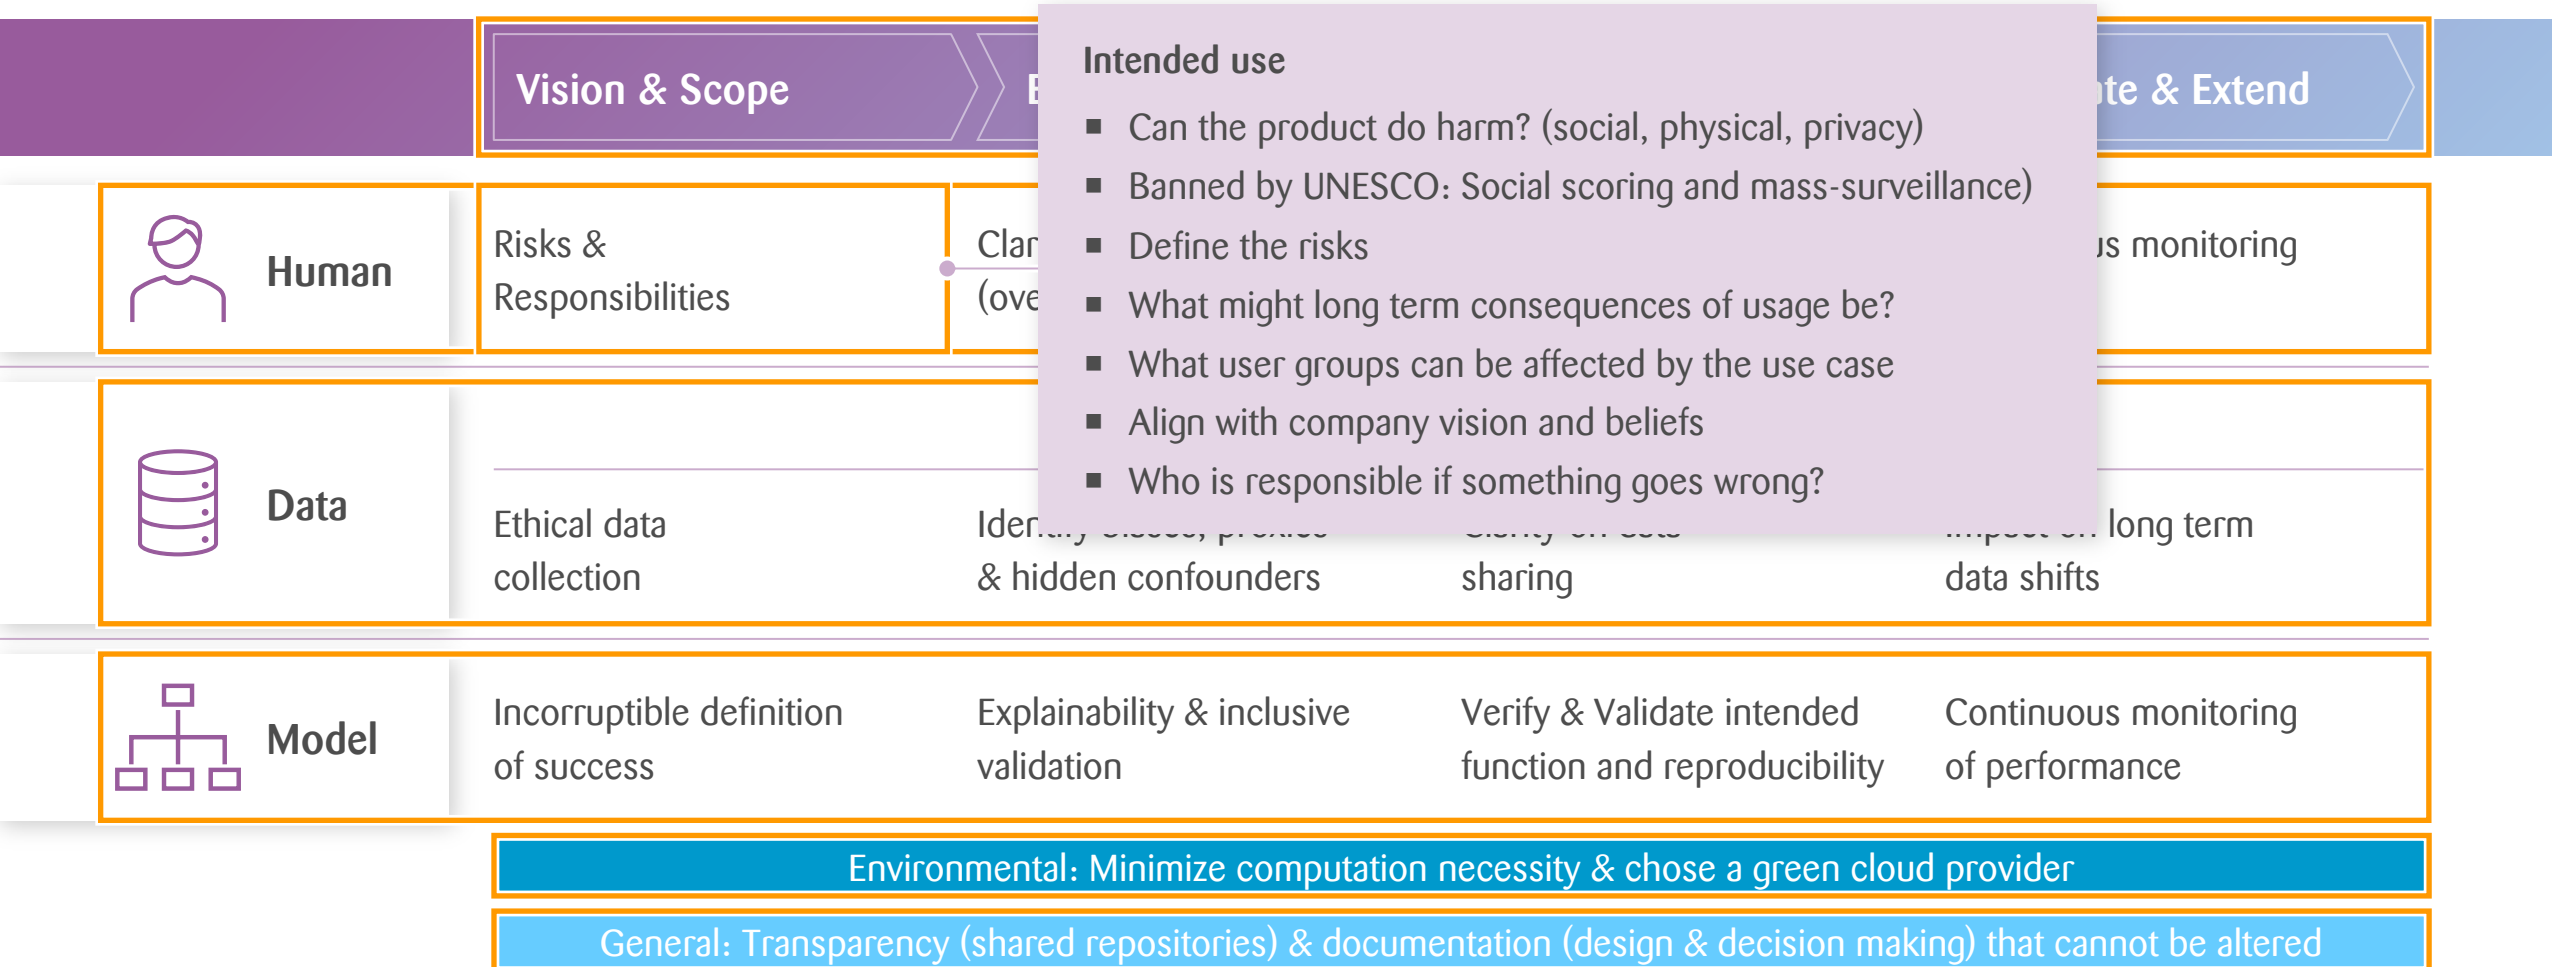 Vision & Scope
te & Extend
Intended use
Can the product do harm? (social, physical, privacy)
Banned by UNESCO: Social scoring and mass-surveillance)
Define the risks
What might long term consequences of usage be?
What user groups can be affected by the use case
Align with company vision and beliefs
Who is responsible if something goes wrong?
Human
Risks &
Responsibilities
monitoring
Data
Ethical data
collection
& hidden confounders
sharing
long term
data shifts
Model
Incorruptible definition
of success
Explainability & inclusive
validation
Verify & Validate intended
function and reproducibility
Continuous monitoring
of performance
Environmental: Minimize computation necessity & chose a green cloud provider
General: Transparency (shared repositories) & documentation (design & decision making) that cannot be altered